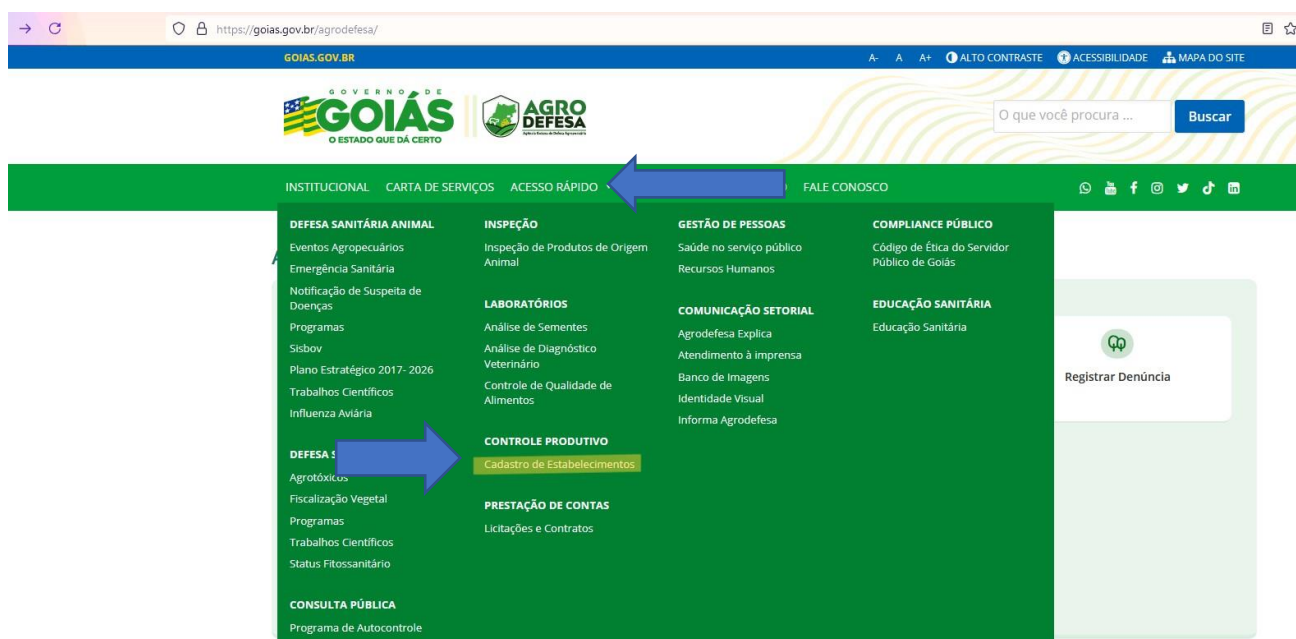 https://goias.gov.br/agrodefesa/
GOIAS.GOV.BR
A- A A+ ALTO CONTRASTE ACESSIBILIDADE MAPA DO SITE
GOVERNO DE
GOIÁS
O ESTADO QUE DÁ CERTO
AGRO
DEFESA
O que você procura ...
Buscar
INSTITUCIONAL CARTA DE SERVIÇOS ACESSO RÁPIDO FALE CONOSCO
DEFESA SANITÁRIA ANIMAL
Eventos Agropecuários
Emergência Sanitária
Notificação de Suspeita de
Doenças
Programas
Sisbov
Plano Estratégico 2017- 2026
Trabalhos Científicos
Influenza Aviária
DEFESA S
Agrotóxicos
Fiscalização Vegetal
Programas
Trabalhos Científicos
Status Fitossanitário
CONSULTA PÚBLICA
Programa de Autocontrole
INSPEÇÃO
Inspeção de Produtos de Origem
Animal
LABORATÓRIOS
Análise de Sementes
Análise de Diagnóstico
Veterinário
Controle de Qualidade de
Alimentos
CONTROLE PRODUTIVO
Cadastro de Estabelecimentos
PRESTAÇÃO DE CONTAS
Licitações e Contratos
GESTÃO DE PESSOAS
Saúde no serviço público
Recursos Humanos
COMUNICAÇÃO SETORIAL
Agrodefesa Explica
Atendimento à imprensa
Banco de Imagens
Identidade Visual
Informa Agrodefesa
COMPLIANCE PÚBLICO
Código de Ética do Servidor
Público de Goiás
EDUCAÇÃO SANITÁRIA
Educação Sanitária
Registrar Denúncia